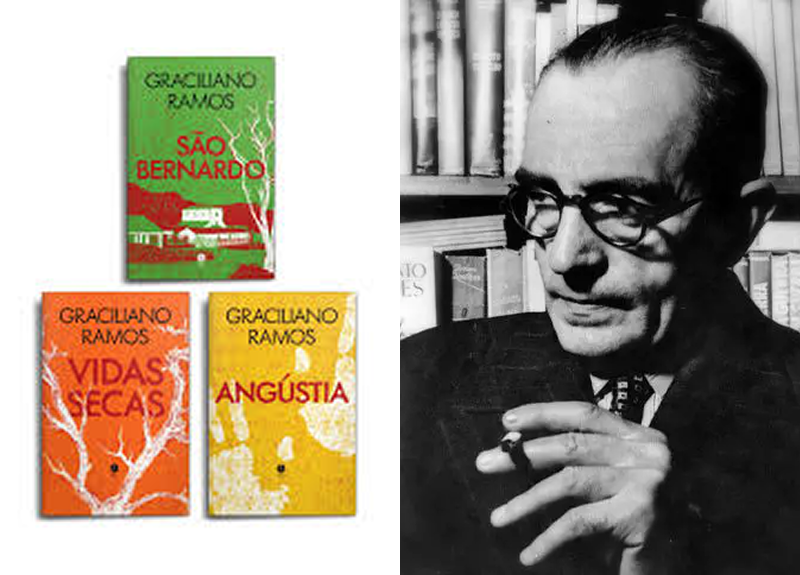 GRACILIANO
RAMOS
SÃO
BERNARDO
GRACILIANO
RAMOS
VIDAS
SECAS
GRACILIANO
RAMOS
ANGÚSTIA